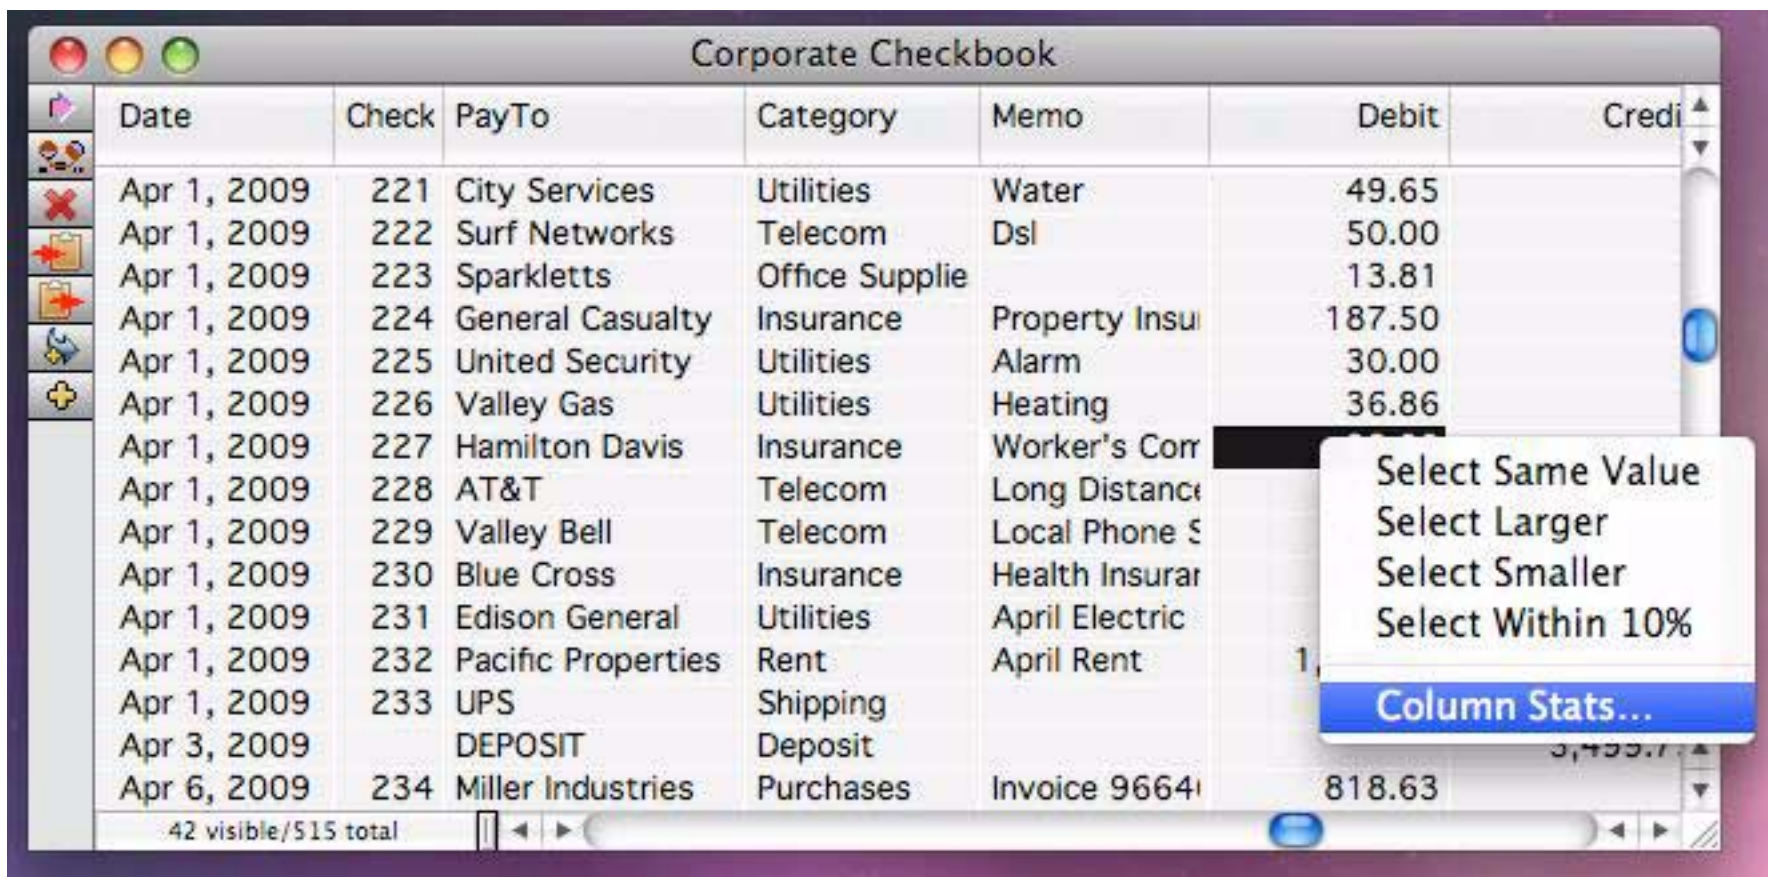 Corporate Checkbook
Date Check PayTo Category Memo Debit Credi
Apr 1, 2009 221 City Services Utilities Water 49.65
Apr 1, 2009 222 Surf Networks Telecom Dsl 50.00
Apr 1, 2009 223 Sparkletts Office Supplie 13.81
Apr 1, 2009 224 General Casualty Insurance Property Insu 187.50
Apr 1, 2009 225 United Security Utilities Alarm 30.00
Apr 1, 2009 226 Valley Gas Utilities Heating 36.86
Apr 1, 2009 227 Hamilton Davis Insurance Worker's Com
Apr 1, 2009 228 AT&T Telecom Long Distance
Apr 1, 2009 229 Valley Bell Telecom Local Phone S
Apr 1, 2009 230 Blue Cross Insurance Health Insuran
Apr 1, 2009 231 Edison General Utilities April Electric
Apr 1, 2009 232 Pacific Properties Rent April Rent 1,
Apr 1, 2009 233 UPS Shipping
Apr 3, 2009 DEPOSIT Deposit
Apr 6, 2009 234 Miller Industries Purchases Invoice 9664 818.63
Select Same Value
Select Larger
Select Smaller
Select Within 10%
Column Stats...
42 visible/515 total